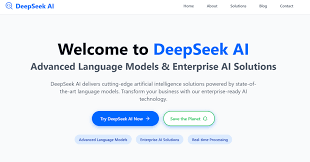 DeepSeek AI
Home About Solutions Blog Contact
Welcome to DeepSeek AI
Advanced Language Models & Enterprise AI Solutions
DeepSeek AI delivers cutting-edge artificial intelligence solutions powered by state-of-
the-art language models. Transform your business with our enterprise-ready AI
technology.
Try DeepSeek AI Now Save the Planet
Advanced Language Models Enterprise AI Solutions Real-time Processing